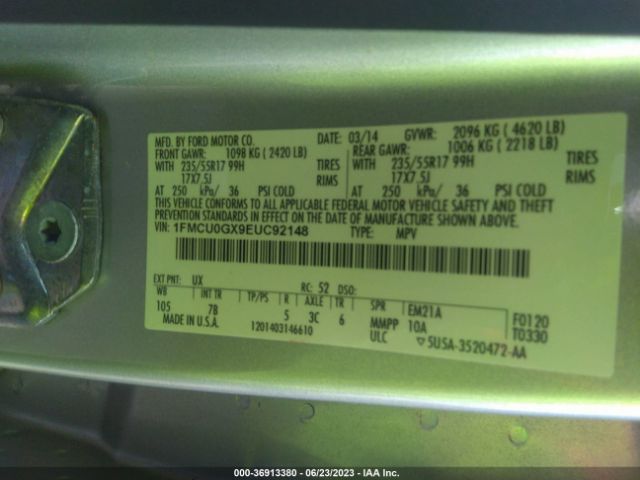 MFD. BY FORD MOTOR CO. DATE: 03/14 GVWR: 2096 KG ( 4620 LB)
FRONT GAWR: 1098 KG ( 2420 LB) REAR GAWR: 1006 KG ( 2218 LB)
WITH 235/55R17 99H TIRES WITH 235/55R17 99H TIRES
17X7.5J RIMS 17X7.5J RIMS
AT 250 kPa/ 36 PSI COLD AT 250 kPa/ 36 PSI COLD
THIS VEHICLE CONFORMS TO ALL APPLICABLE FEDERAL MOTOR VEHICLE SAFETY AND THEFT
PREVENTION STANDARDS IN EFFECT ON THE DATE OF MANUFACTURE SHOWN ABOVE.
VIN: 1FMCU0GX9EUC92148 TYPE: MPV
EXT PNT: UX RC: 52 DSO:
WB INT TR TP/PS R AXLE TR SPR EM21A F0120
105 7B 5 3C 6 MMPP 10A T0330
MADE IN U.S.A. 1201403146610 ULC ▽5USA-3520472-AA
000-36913380 - 06/23/2023 - IAA Inc.